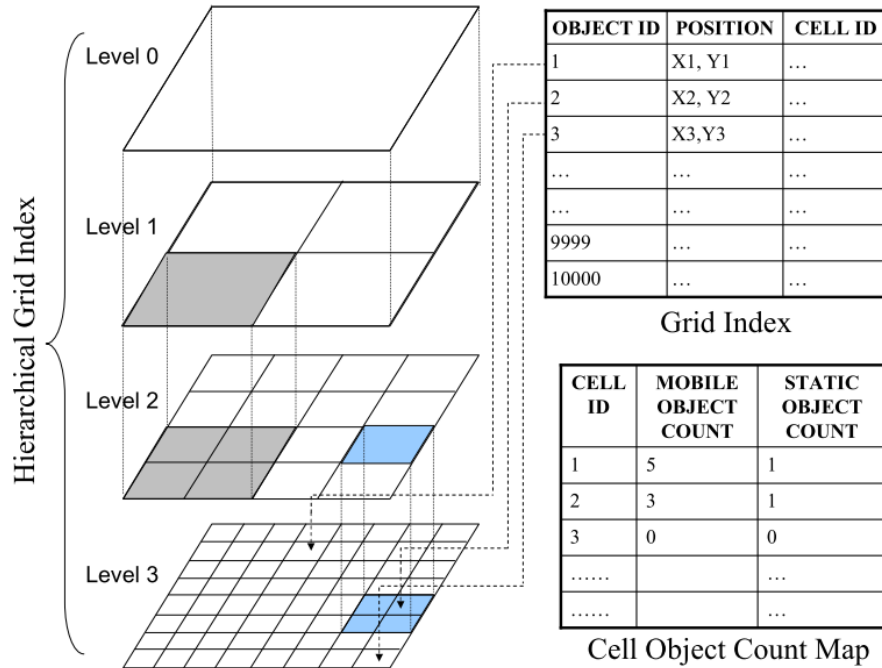 Hierarchical Grid Index
Level 0
Level 1
Level 2
Level 3
OBJECT ID POSITION CELL ID
1 X1, Y1 …
2 X2, Y2 …
3 X3,Y3 …
… … …
… … …
9999 … …
10000 … …
Grid Index
CELL ID MOBILE OBJECT COUNT STATIC OBJECT COUNT
1 5 1
2 3 1
3 0 0
…… …
…… …
Cell Object Count Map